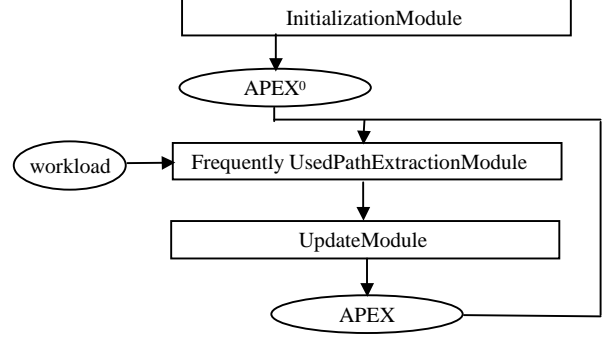 InitializationModule
APEX⁰
workload
Frequently UsedPathExtractionModule
UpdateModule
APEX